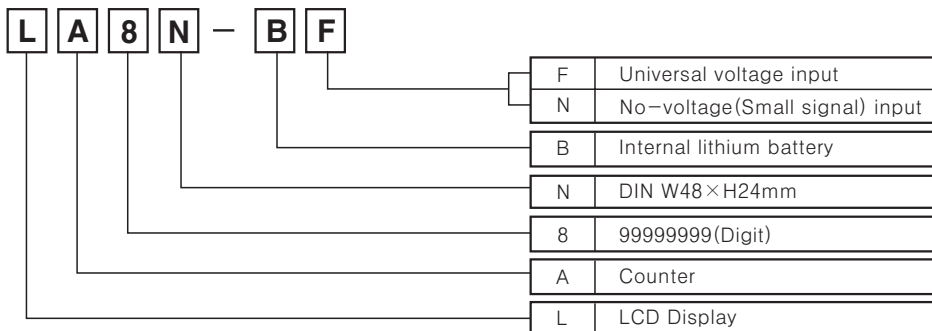 L A 8 N - B F
F Universal voltage input
N No-voltage(Small signal) input
B Internal lithium battery
N DIN W48×H24mm
8 99999999(Digit)
A Counter
L LCD Display